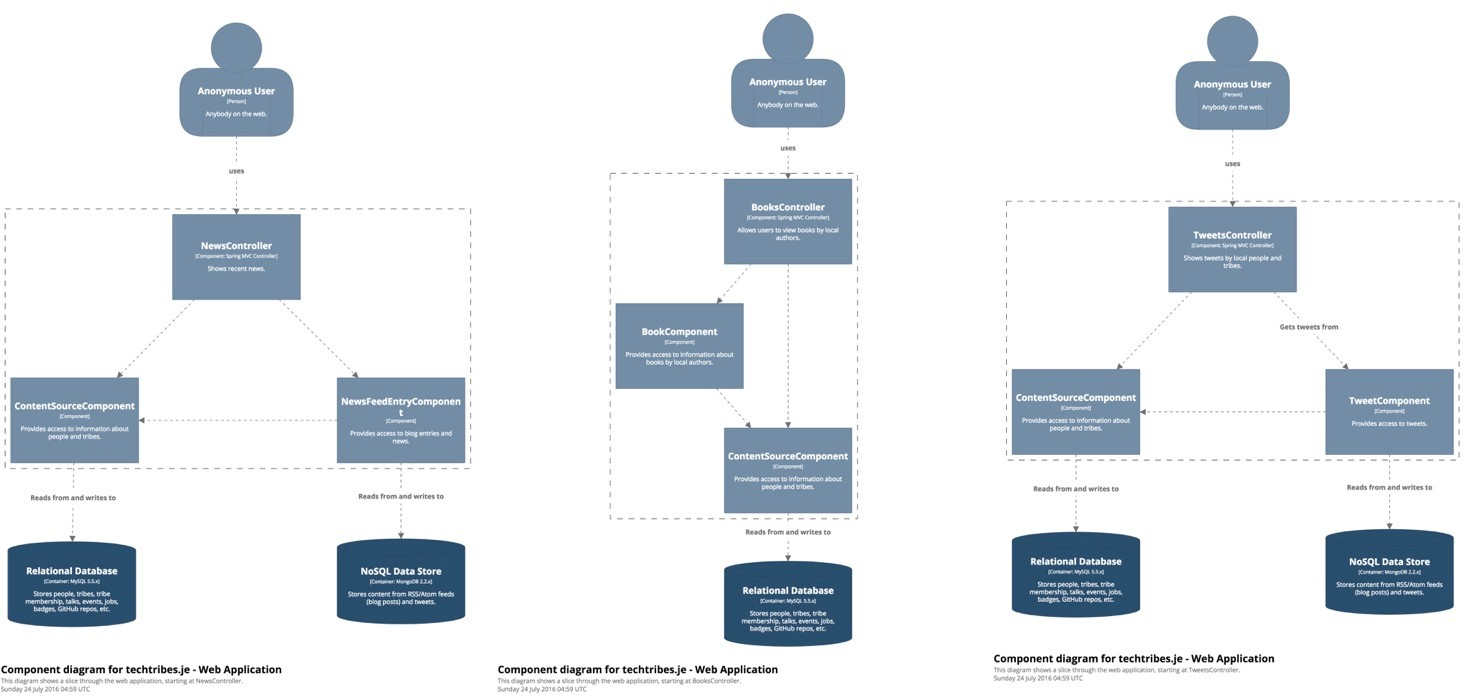 Anonymous User
[Person]
Anybody on the web.
uses
NewsController
[Component: Spring MVC Controller]
Shows recent news.
ContentSourceComponent
[Component]
Provides access to information about
people and tribes.
NewsFeedEntryComponen
t
[Component]
Provides access to blog entries and
news.
Reads from and writes to
Reads from and writes to
Relational Database
[Container: MySQL 5.5.x]
Stores people, tribes, tribe
membership, talks, events, jobs,
badges, GitHub repos, etc.
NoSQL Data Store
[Container: MongoDB 2.2.x]
Stores content from RSS/Atom feeds
(blog posts) and tweets.
Component diagram for techtribes.je - Web Application
This diagram shows a slice through the web application, starting at NewsController.
Sunday 24 July 2016 04:59 UTC
Anonymous User
[Person]
Anybody on the web.
uses
BooksController
[Component: Spring MVC Controller]
Allows users to view books by local
authors.
BookComponent
[Component]
Provides access to information about
books by local authors.
ContentSourceComponent
[Component]
Provides access to information about
people and tribes.
Reads from and writes to
Relational Database
[Container: MySQL 5.5.x]
Stores people, tribes, tribe
membership, talks, events, jobs,
badges, GitHub repos, etc.
Component diagram for techtribes.je - Web Application
This diagram shows a slice through the web application, starting at BooksController.
Sunday 24 July 2016 04:59 UTC
Anonymous User
[Person]
Anybody on the web.
uses
TweetsController
[Component: Spring MVC Controller]
Shows tweets by local people and
tribes.
Gets tweets from
ContentSourceComponent
[Component]
Provides access to information about
people and tribes.
TweetComponent
[Component]
Provides access to tweets.
Reads from and writes to
Reads from and writes to
Relational Database
[Container: MySQL 5.5.x]
Stores people, tribes, tribe
membership, talks, events, jobs,
badges, GitHub repos, etc.
NoSQL Data Store
[Container: MongoDB 2.2.x]
Stores content from RSS/Atom feeds
(blog posts) and tweets.
Component diagram for techtribes.je - Web Application
This diagram shows a slice through the web application, starting at TweetsController.
Sunday 24 July 2016 04:59 UTC